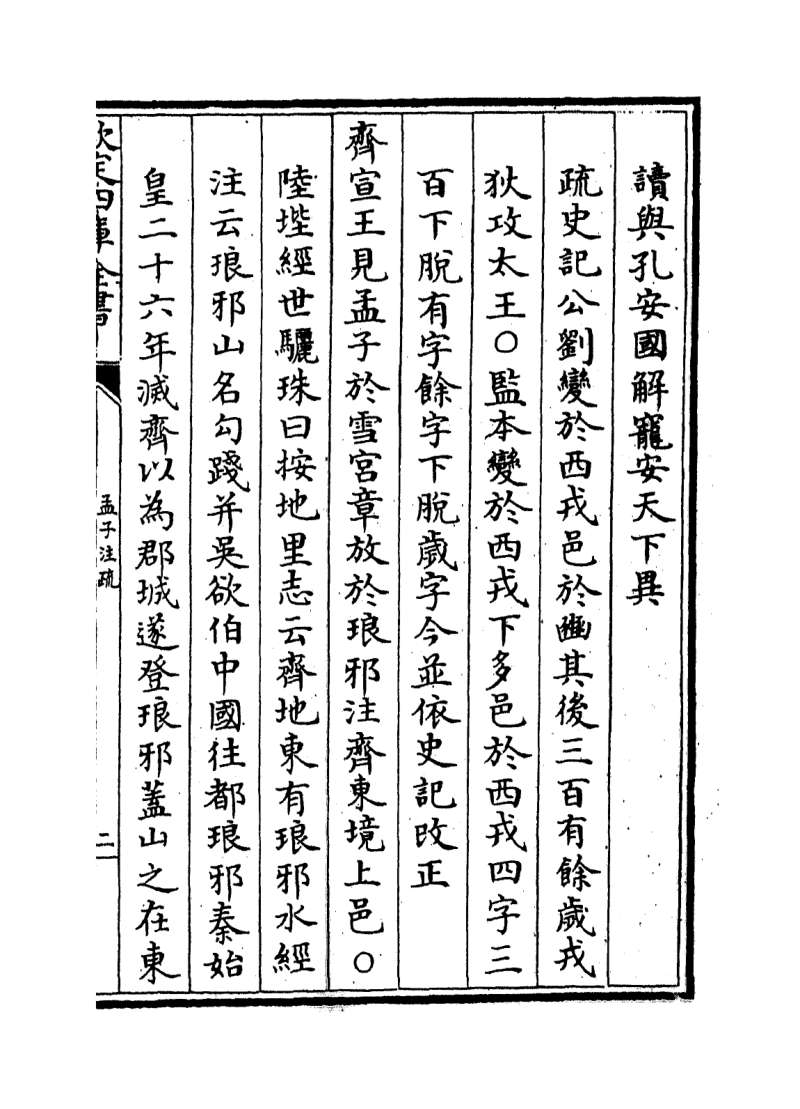 讀與孔安國解寵安天下異
疏史記公劉變於西戎邑於豳其後三百有餘歲戎
狄攻太王○監本變於西戎下多邑於西戎四字三
百下脫有字餘字下脫歲字今並依史記改正
齊宣王見孟子於雪宮章放於琅邪注齊東境上邑○
陸埊經世驪珠曰按地里志云齊地東有琅邪水經
注云琅邪山名勾踐并吳欲伯中國徃都琅邪秦始
皇二十六年滅齊以為郡城遂登琅邪蓋山之在東
欽定四庫全書
孟子注疏
二